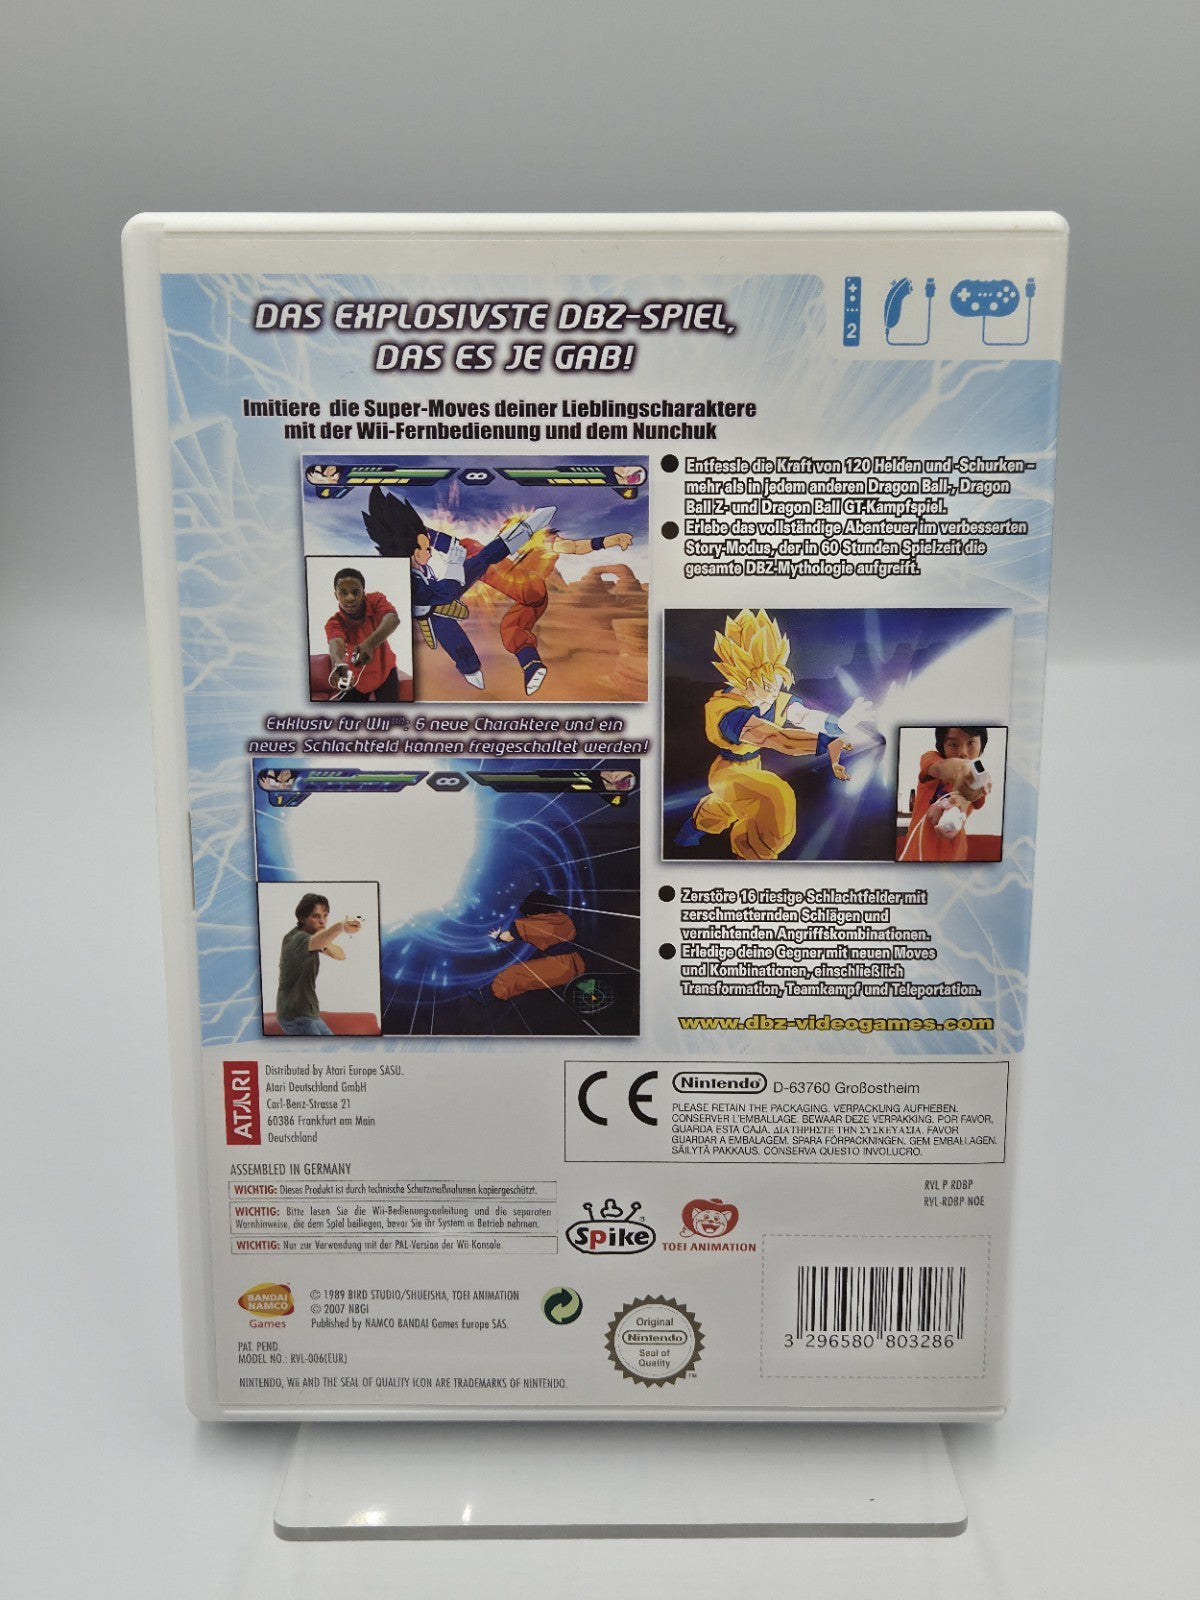 DAS EXPLOSIVSTE DBZ-SPIEL,
DAS ES JE GAB!
2
Imitiere die Super-Moves deiner Lieblingscharaktere
mit der Wii-Fernbedienung und dem Nunchuk
Entfessle die Kraft von 120 Helden und -Schurken –
mehr als in jedem anderen Dragon Ball-, Dragon
Ball Z- und Dragon Ball GT-Kampfspiel.
Erlebe das vollständige Abenteuer im verbesserten
Story-Modus, der in 60 Stunden Spielzeit die
gesamte DBZ-Mythologie aufgreift.
4
4
Exklusiv für Wii: 6 neue Charaktere und ein
neues Schlachtfeld können freigeschaltet werden!
1
4
Zerstöre 16 riesige Schlachtfelder mit
zerschmetternden Schlägen und
vernichtenden Angriffskombinationen.
Erledige deine Gegner mit neuen Moves
und Kombinationen, einschließlich
Transformation, Teamkampf und Teleportation.
www.dbz-videogames.com
ATARI
Distributed by Atari Europe SASU.
Atari Deutschland GmbH
Carl-Benz-Strasse 21
60386 Frankfurt am Main
Deutschland
CE
Nintendo D-63760 Großostheim
PLEASE RETAIN THE PACKAGING. VERPACKUNG AUFHEBEN.
CONSERVER L'EMBALLAGE. BEWAAR DEZE VERPAKKING. POR FAVOR,
GUARDA ESTA CAJA. ΔΙΑΤΗΡΗΣΤΕ ΤΗΝ ΣΥΣΚΕΥΑΣΙΑ. FAVOR
GUARDAR A EMBALAGEM. SPARA FÖRPACKNINGEN. GEM EMBALLAGEN.
SÄILYTÄ PAKKAUS. CONSERVA QUESTO INVOLUCRO.
ASSEMBLED IN GERMANY
WICHTIG: Dieses Produkt ist durch technische Schutzmaßnahmen kopiergeschützt.
WICHTIG: Bitte lesen Sie die Wii-Bedienungsanleitung und die separaten
Warnhinweise, die dem Spiel beiliegen, bevor Sie ihr System in Betrieb nehmen.
WICHTIG: Nur zur Verwendung mit der PAL-Version der Wii-Konsole.
RVL P RDBP
RVL-RDBP-NOE
Spike
TOEI ANIMATION
BANDAI
NAMCO
Games
© 1989 BIRD STUDIO/SHUEISHA, TOEI ANIMATION
© 2007 NBGI
Published by NAMCO BANDAI Games Europe SAS.
Original
Nintendo
Seal of
Quality
TM
3 296580 803286
PAT. PEND.
MODEL NO.: RVL-006(EUR)
NINTENDO, Wii AND THE SEAL OF QUALITY ICON ARE TRADEMARKS OF NINTENDO.